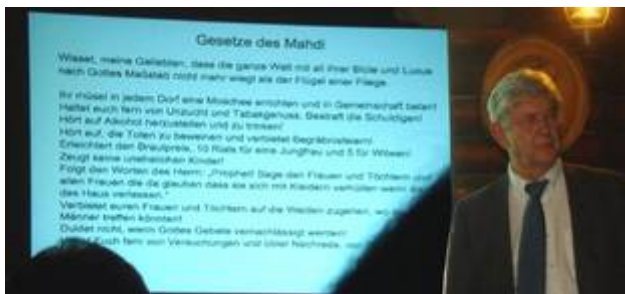 Gesetze des Mahdi
Wisset, meine Geliebten, dass die ganze Welt mit all ihrer Blüte und Luxus
nach Gottes Maßstab nicht mehr wiegt als der Flügel einer Fliege.
Ihr müsst in jedem Dorf eine Moschee errichten und in Gemeinschaft beten!
Haltet euch fern von Unzucht und Tabakgenuss. Bestraft die Schuldigen!
Hört auf Alkohol herzustellen und zu trinken!
Hört auf, die Toten zu beweinen und verbietet Begräbnisfeiern!
Erleichtert den Brautpreis, 10 Rials für eine Jungfrau und 5 für Witwen!
Zeugt keine unehelichen Kinder!
Folgt den Worten des Herrn: „Prophet! Sage den Frauen und Töchtern und
allen Frauen die da glauben dass sie sich mit Kleidern verhüllen wenn
das Haus verlassen."
Verbietet euren Frauen und Töchtern auf die Weiden zugehen, wo
Männer treffen könnten!
Duldet nicht, wenn Gottes Gebete vernachlässigt werden!
Euch fern von Versuchungen und übler Nachrede, von